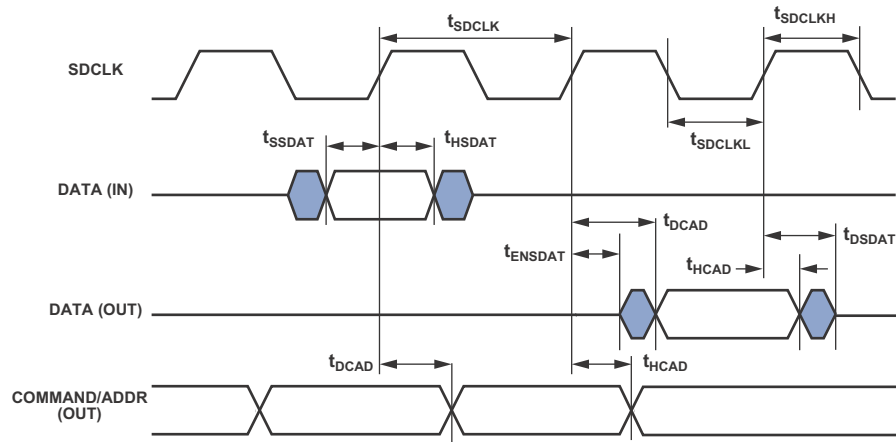 tSDCLK
tSDCLKH
SDCLK
tSSDAT
tHSDAT
tSDCLKL
DATA (IN)
tDCAD
tDSDAT
tENSDAT
tHCAD
DATA (OUT)
tDCAD
tHCAD
COMMAND/ADDR
(OUT)